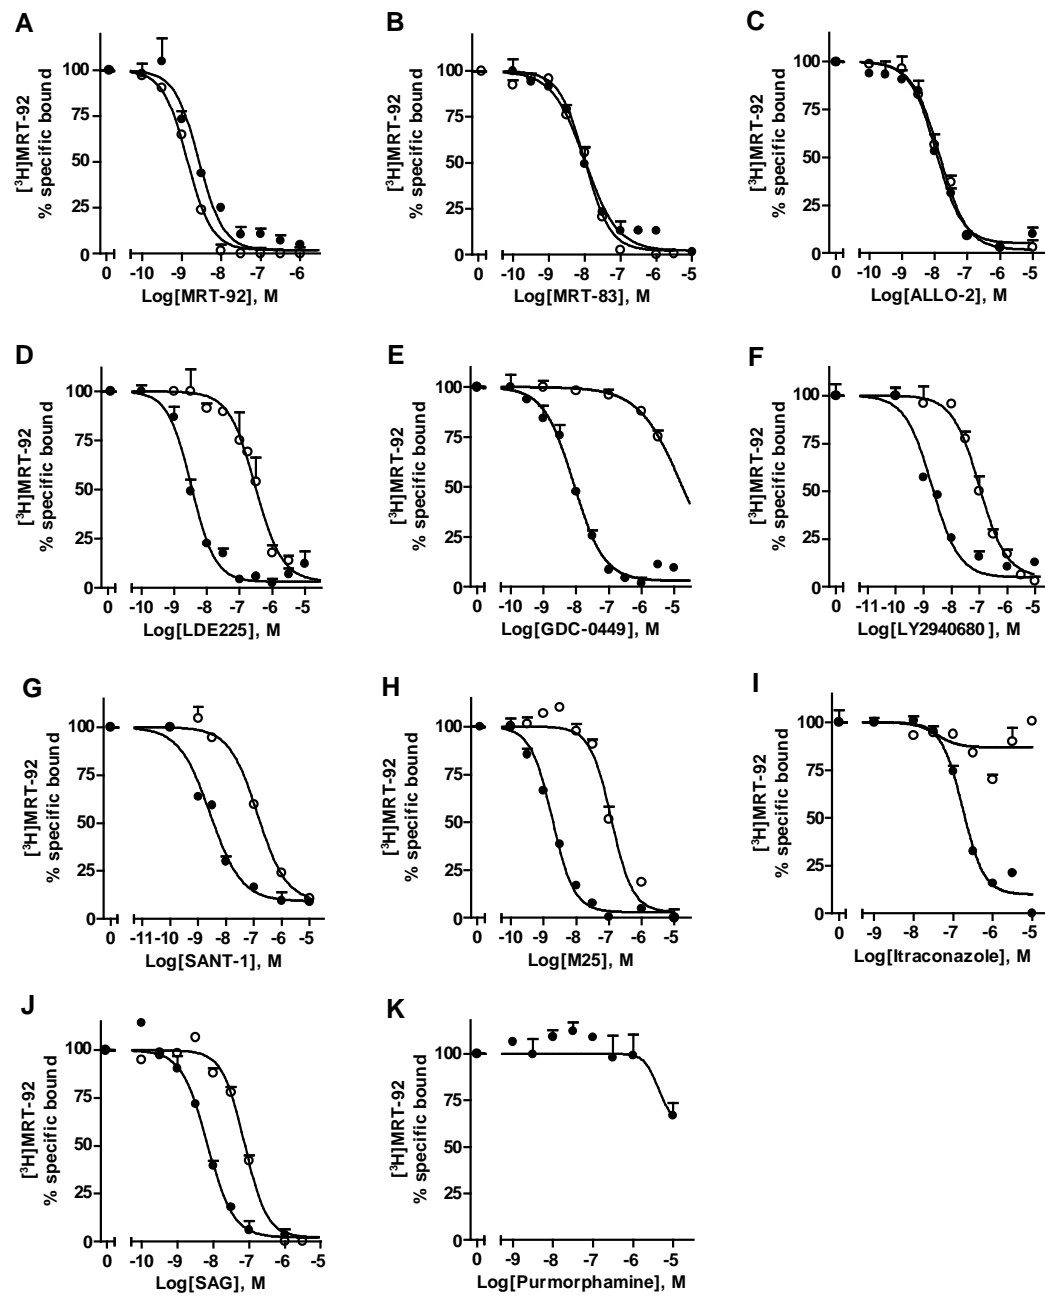 A
[³H]MRT-92
% specific bound
100
75
50
25
0
0 -10 -9 -8 -7 -6
Log[MRT-92], M
B
[³H]MRT-92
% specific bound
100
75
50
25
0
0 -10 -9 -8 -7 -6 -5
Log[MRT-83], M
C
[³H]MRT-92
% specific bound
100
75
50
25
0
0 -10 -9 -8 -7 -6 -5
Log[ALLO-2], M
D
[³H]MRT-92
% specific bound
100
75
50
25
0
0 -10 -9 -8 -7 -6 -5
Log[LDE225], M
E
[³H]MRT-92
% specific bound
100
75
50
25
0
0 -10 -9 -8 -7 -6 -5
Log[GDC-0449], M
F
[³H]MRT-92
% specific bound
100
75
50
25
0
0 -11 -10 -9 -8 -7 -6 -5
Log[LY2940680], M
G
[³H]MRT-92
% specific bound
100
75
50
25
0
0 -11 -10 -9 -8 -7 -6 -5
Log[SANT-1], M
H
[³H]MRT-92
% specific bound
100
75
50
25
0
0 -10 -9 -8 -7 -6 -5
Log[M25], M
I
[³H]MRT-92
% specific bound
100
75
50
25
0
0 -9 -8 -7 -6 -5
Log[Itraconazole], M
J
[³H]MRT-92
% specific bound
100
75
50
25
0
0 -10 -9 -8 -7 -6 -5
Log[SAG], M
K
[³H]MRT-92
% specific bound
100
75
50
25
0
0 -9 -8 -7 -6 -5
Log[Purmorphamine], M